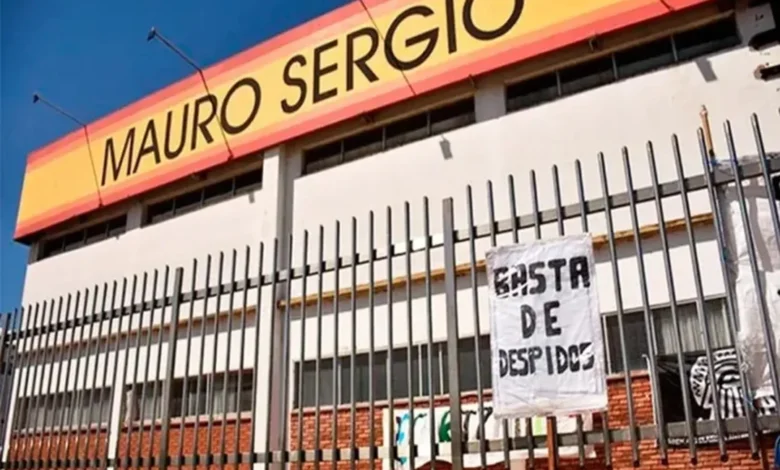 MAURO SERGIO
BASTA
DE
DESPIDOS